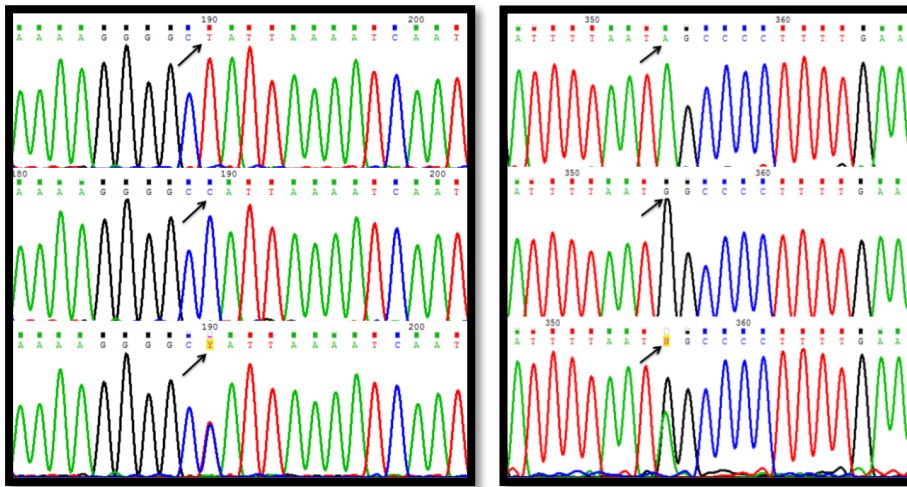 190 200
A A A A G G G G C T A T T A A A A T C A A T
180 190 200
A A A A G G G G C C A T T A A A A T C A A T
190 200
A A A A G G G G C Y A T T A A A A T C A A T
350 360
A T T T T A A T A G C C C C T T T T G A A
350 360
A T T T T A A T G G C C C C T T T T G A A
350 360
A T T T T A A T R G C C C C T T T T G A A